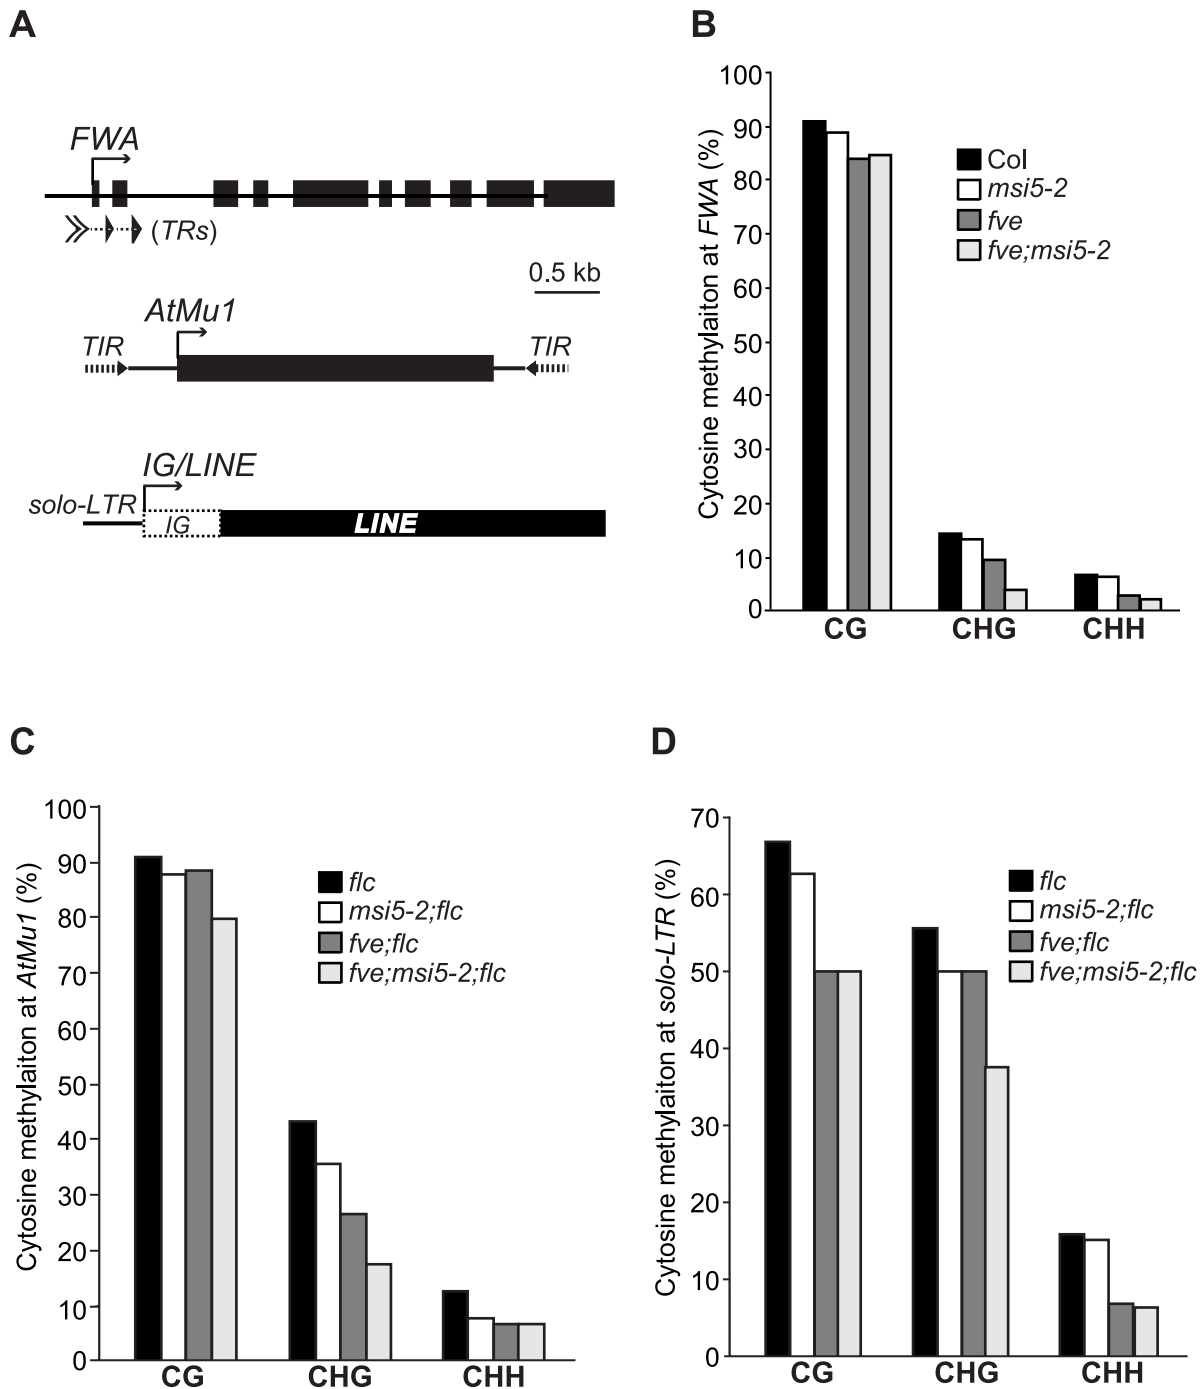 A
FWA
(TRs)
0.5 kb
AtMu1
TIR
TIR
IG/LINE
solo-LTR
IG
LINE
B
Cytosine methylaiton at FWA (%)
100
90
80
70
60
50
40
30
20
10
0
Col
msi5-2
fve
fve;msi5-2
CG
CHG
CHH
C
Cytosine methylaiton at AtMu1 (%)
100
90
80
70
60
50
40
30
20
10
0
flc
msi5-2;flc
fve;flc
fve;msi5-2;flc
CG
CHG
CHH
D
Cytosine methylaiton at solo-LTR (%)
70
60
50
40
30
20
10
0
flc
msi5-2;flc
fve;flc
fve;msi5-2;flc
CG
CHG
CHH